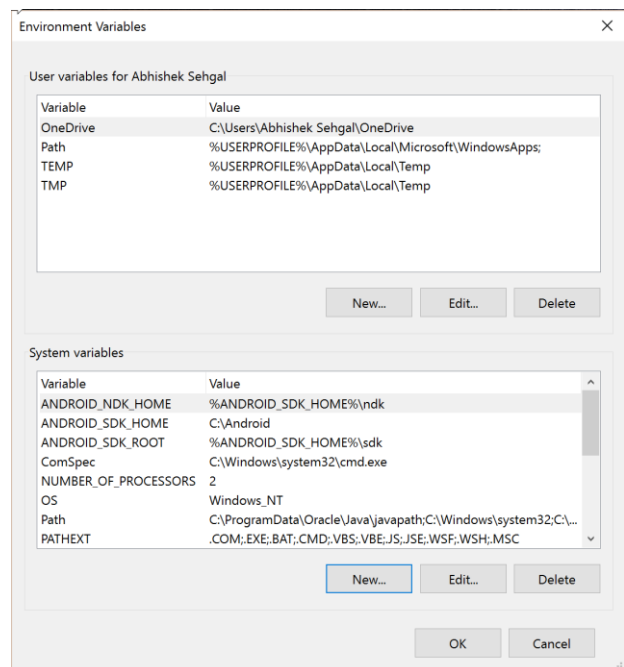 Environment Variables
User variables for Abhishek Sehgal
Variable Value
OneDrive C:\Users\Abhishek Sehgal\OneDrive
Path %USERPROFILE%\AppData\Local\Microsoft\WindowsApps;
TEMP %USERPROFILE%\AppData\Local\Temp
TMP %USERPROFILE%\AppData\Local\Temp
New... Edit... Delete
System variables
Variable Value
ANDROID_NDK_HOME %ANDROID_SDK_HOME%\ndk
ANDROID_SDK_HOME C:\Android
ANDROID_SDK_ROOT %ANDROID_SDK_HOME%\sdk
ComSpec C:\Windows\system32\cmd.exe
NUMBER_OF_PROCESSORS 2
OS Windows_NT
Path C:\ProgramData\Oracle\Java\javapath;C:\Windows\system32;C:\...
PATHEXT .COM;.EXE;.BAT;.CMD;.VBS;.VBE;.JS;.JSE;.WSF;.WSH;.MSC
New... Edit... Delete
OK Cancel